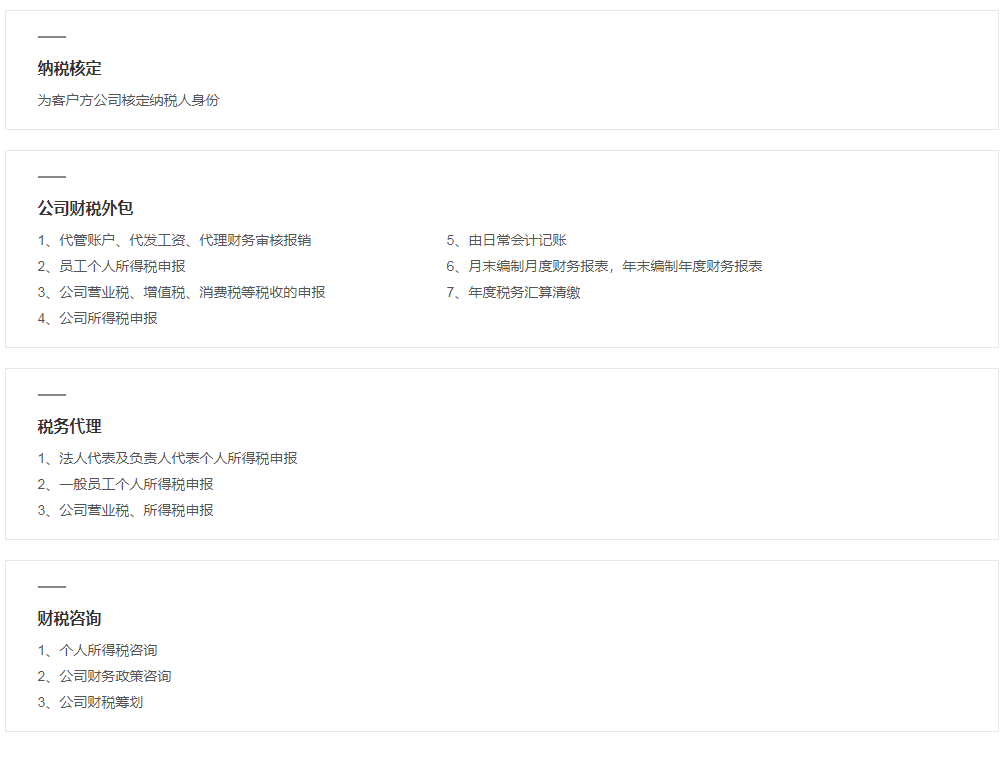 纳税核定
为客户方公司核定纳税人身份
公司财税外包
1、代管账户、代发工资、代理财务审核报销
2、员工个人所得税申报
3、公司营业税、增值税、消费税等税收的申报
4、公司所得税申报
5、由日常会计记账
6、月末编制月度财务报表，年末编制年度财务报表
7、年度税务汇算清缴
税务代理
1、法人代表及负责人代表个人所得税申报
2、一般员工个人所得税申报
3、公司营业税、所得税申报
财税咨询
1、个人所得税咨询
2、公司财务政策咨询
3、公司财税筹划